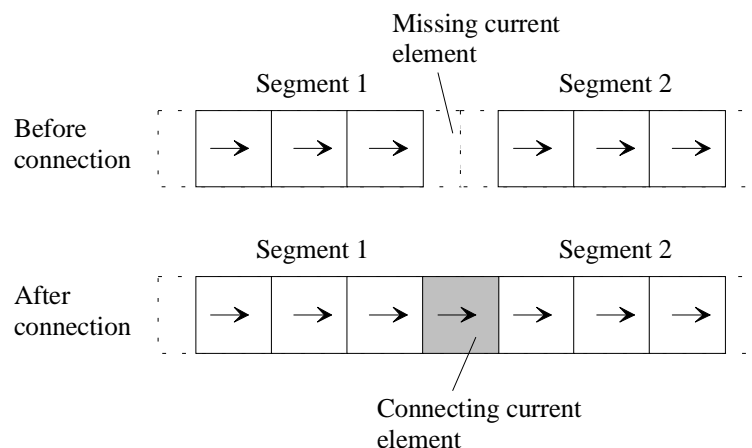 Missing current
element
Segment 1
Segment 2
Before
connection
Segment 1
Segment 2
After
connection
Connecting current
element